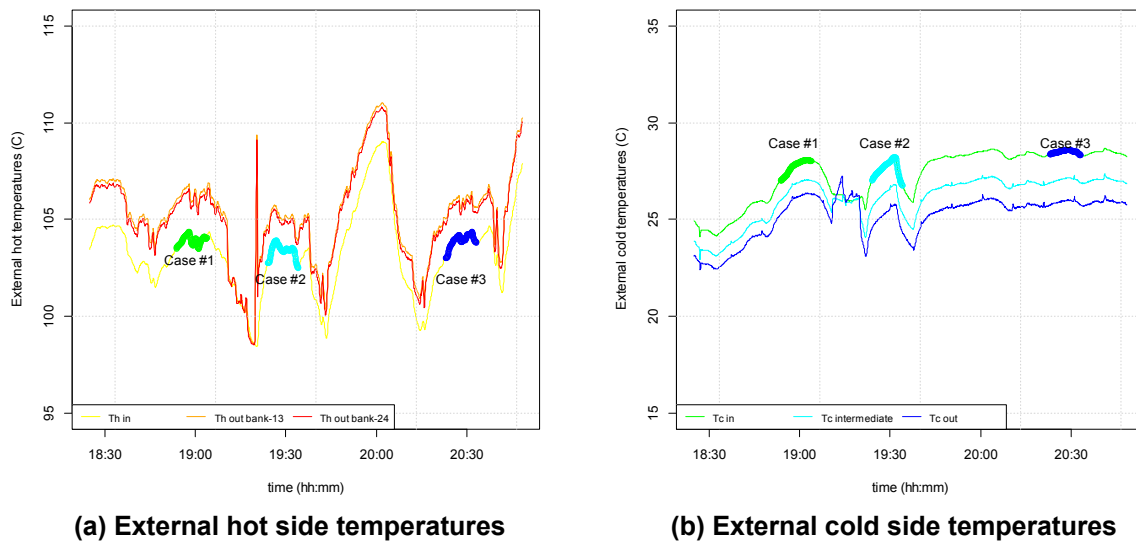 External hot temperatures (C)
115
110
105
100
95
Case #1
Case #2
Case #3
Th in
Th out bank-13
Th out bank-24
18:30
19:00
19:30
20:00
20:30
time (hh:mm)
(a) External hot side temperatures
External cold temperatures (C)
35
30
25
20
15
Case #1
Case #2
Case #3
Tc in
Tc intermediate
Tc out
18:30
19:00
19:30
20:00
20:30
time (hh:mm)
(b) External cold side temperatures